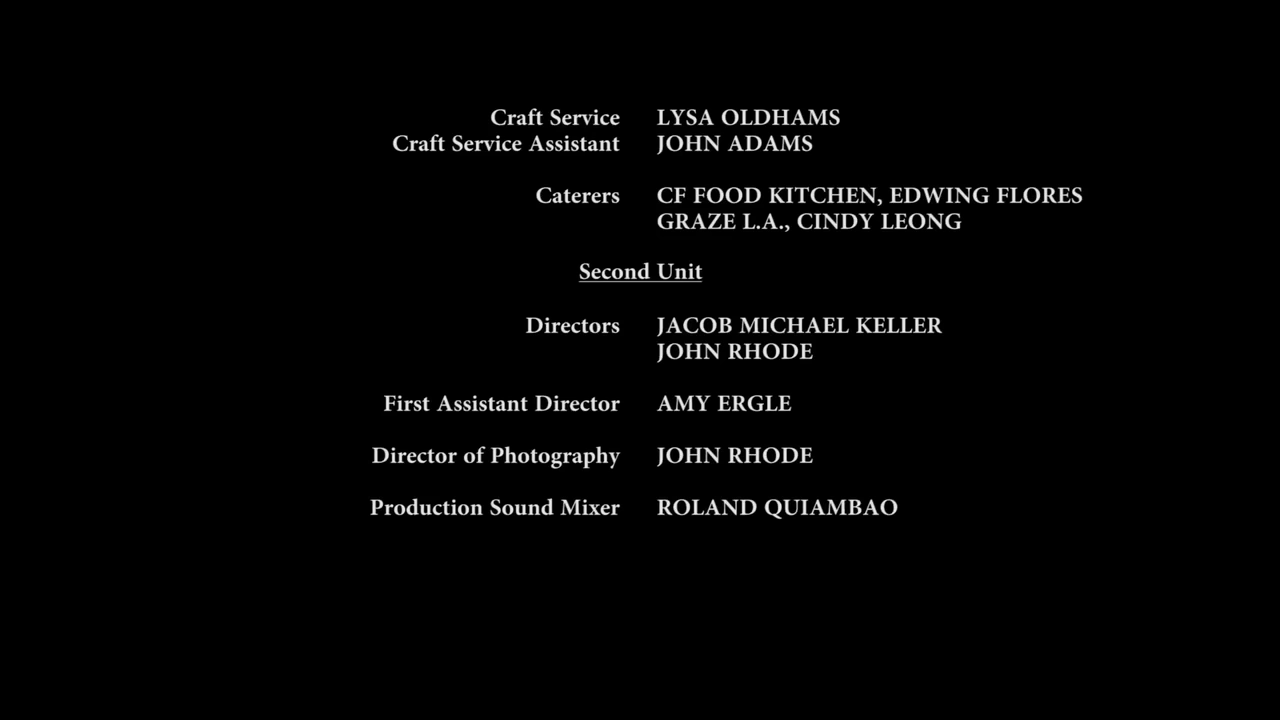 Craft Service LYSA OLDHAMS
Craft Service Assistant JOHN ADAMS
Caterers CF FOOD KITCHEN, EDWING FLORES
GRAZE L.A., CINDY LEONG
Second Unit
Directors JACOB MICHAEL KELLER
JOHN RHODE
First Assistant Director AMY ERGLE
Director of Photography JOHN RHODE
Production Sound Mixer ROLAND QUIAMBAO